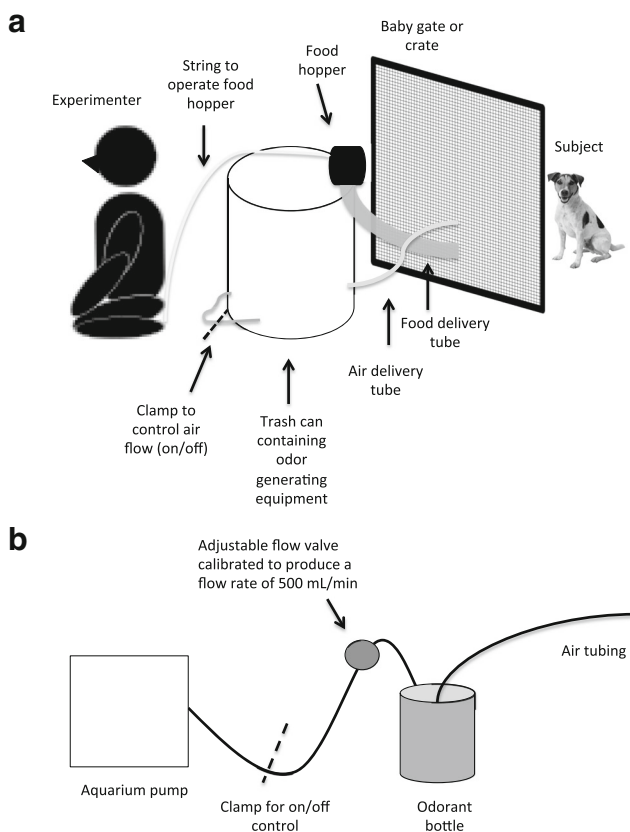 a
Baby gate or
crate
Food
hopper
String to
operate food
hopper
Experimenter
Subject
Food delivery
tube
Air delivery
tube
Clamp to
control air
flow (on/off)
Trash can
containing
odor
generating
equipment
b
Adjustable flow valve
calibrated to produce a
flow rate of 500 mL/min
Air tubing
Aquarium pump
Clamp for on/off
control
Odorant
bottle